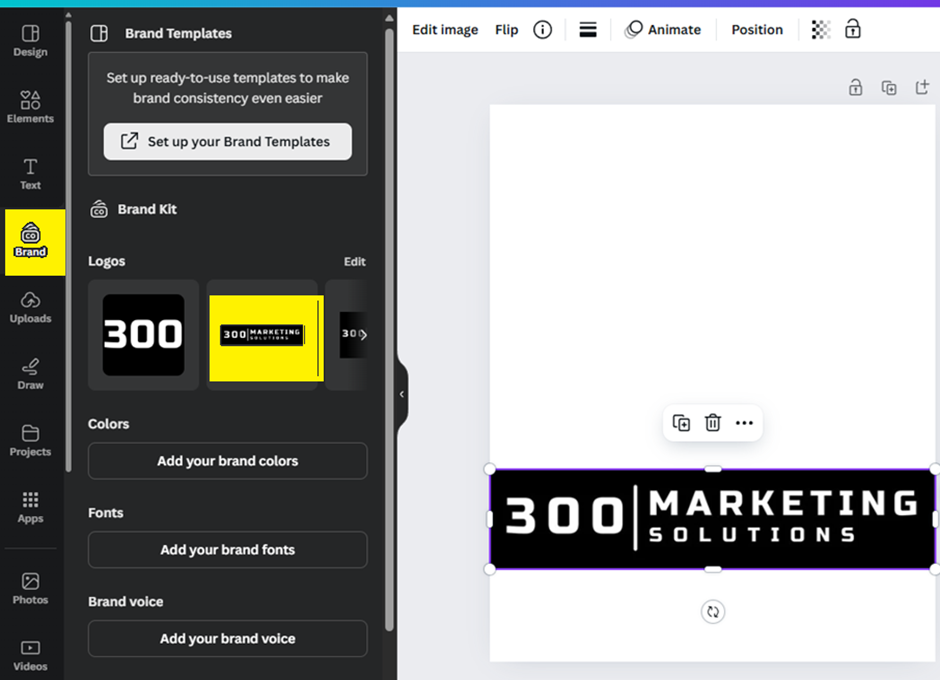 Design
Elements
Text
Brand
Uploads
Draw
Projects
Apps
Photos
Videos
Brand Templates
Set up ready-to-use templates to make
brand consistency even easier
Set up your Brand Templates
Brand Kit
Logos Edit
300
300 MARKETING
SOLUTIONS
300
Colors
Add your brand colors
Fonts
Add your brand fonts
Brand voice
Add your brand voice
Edit image Flip Animate Position
300 MARKETING
SOLUTIONS